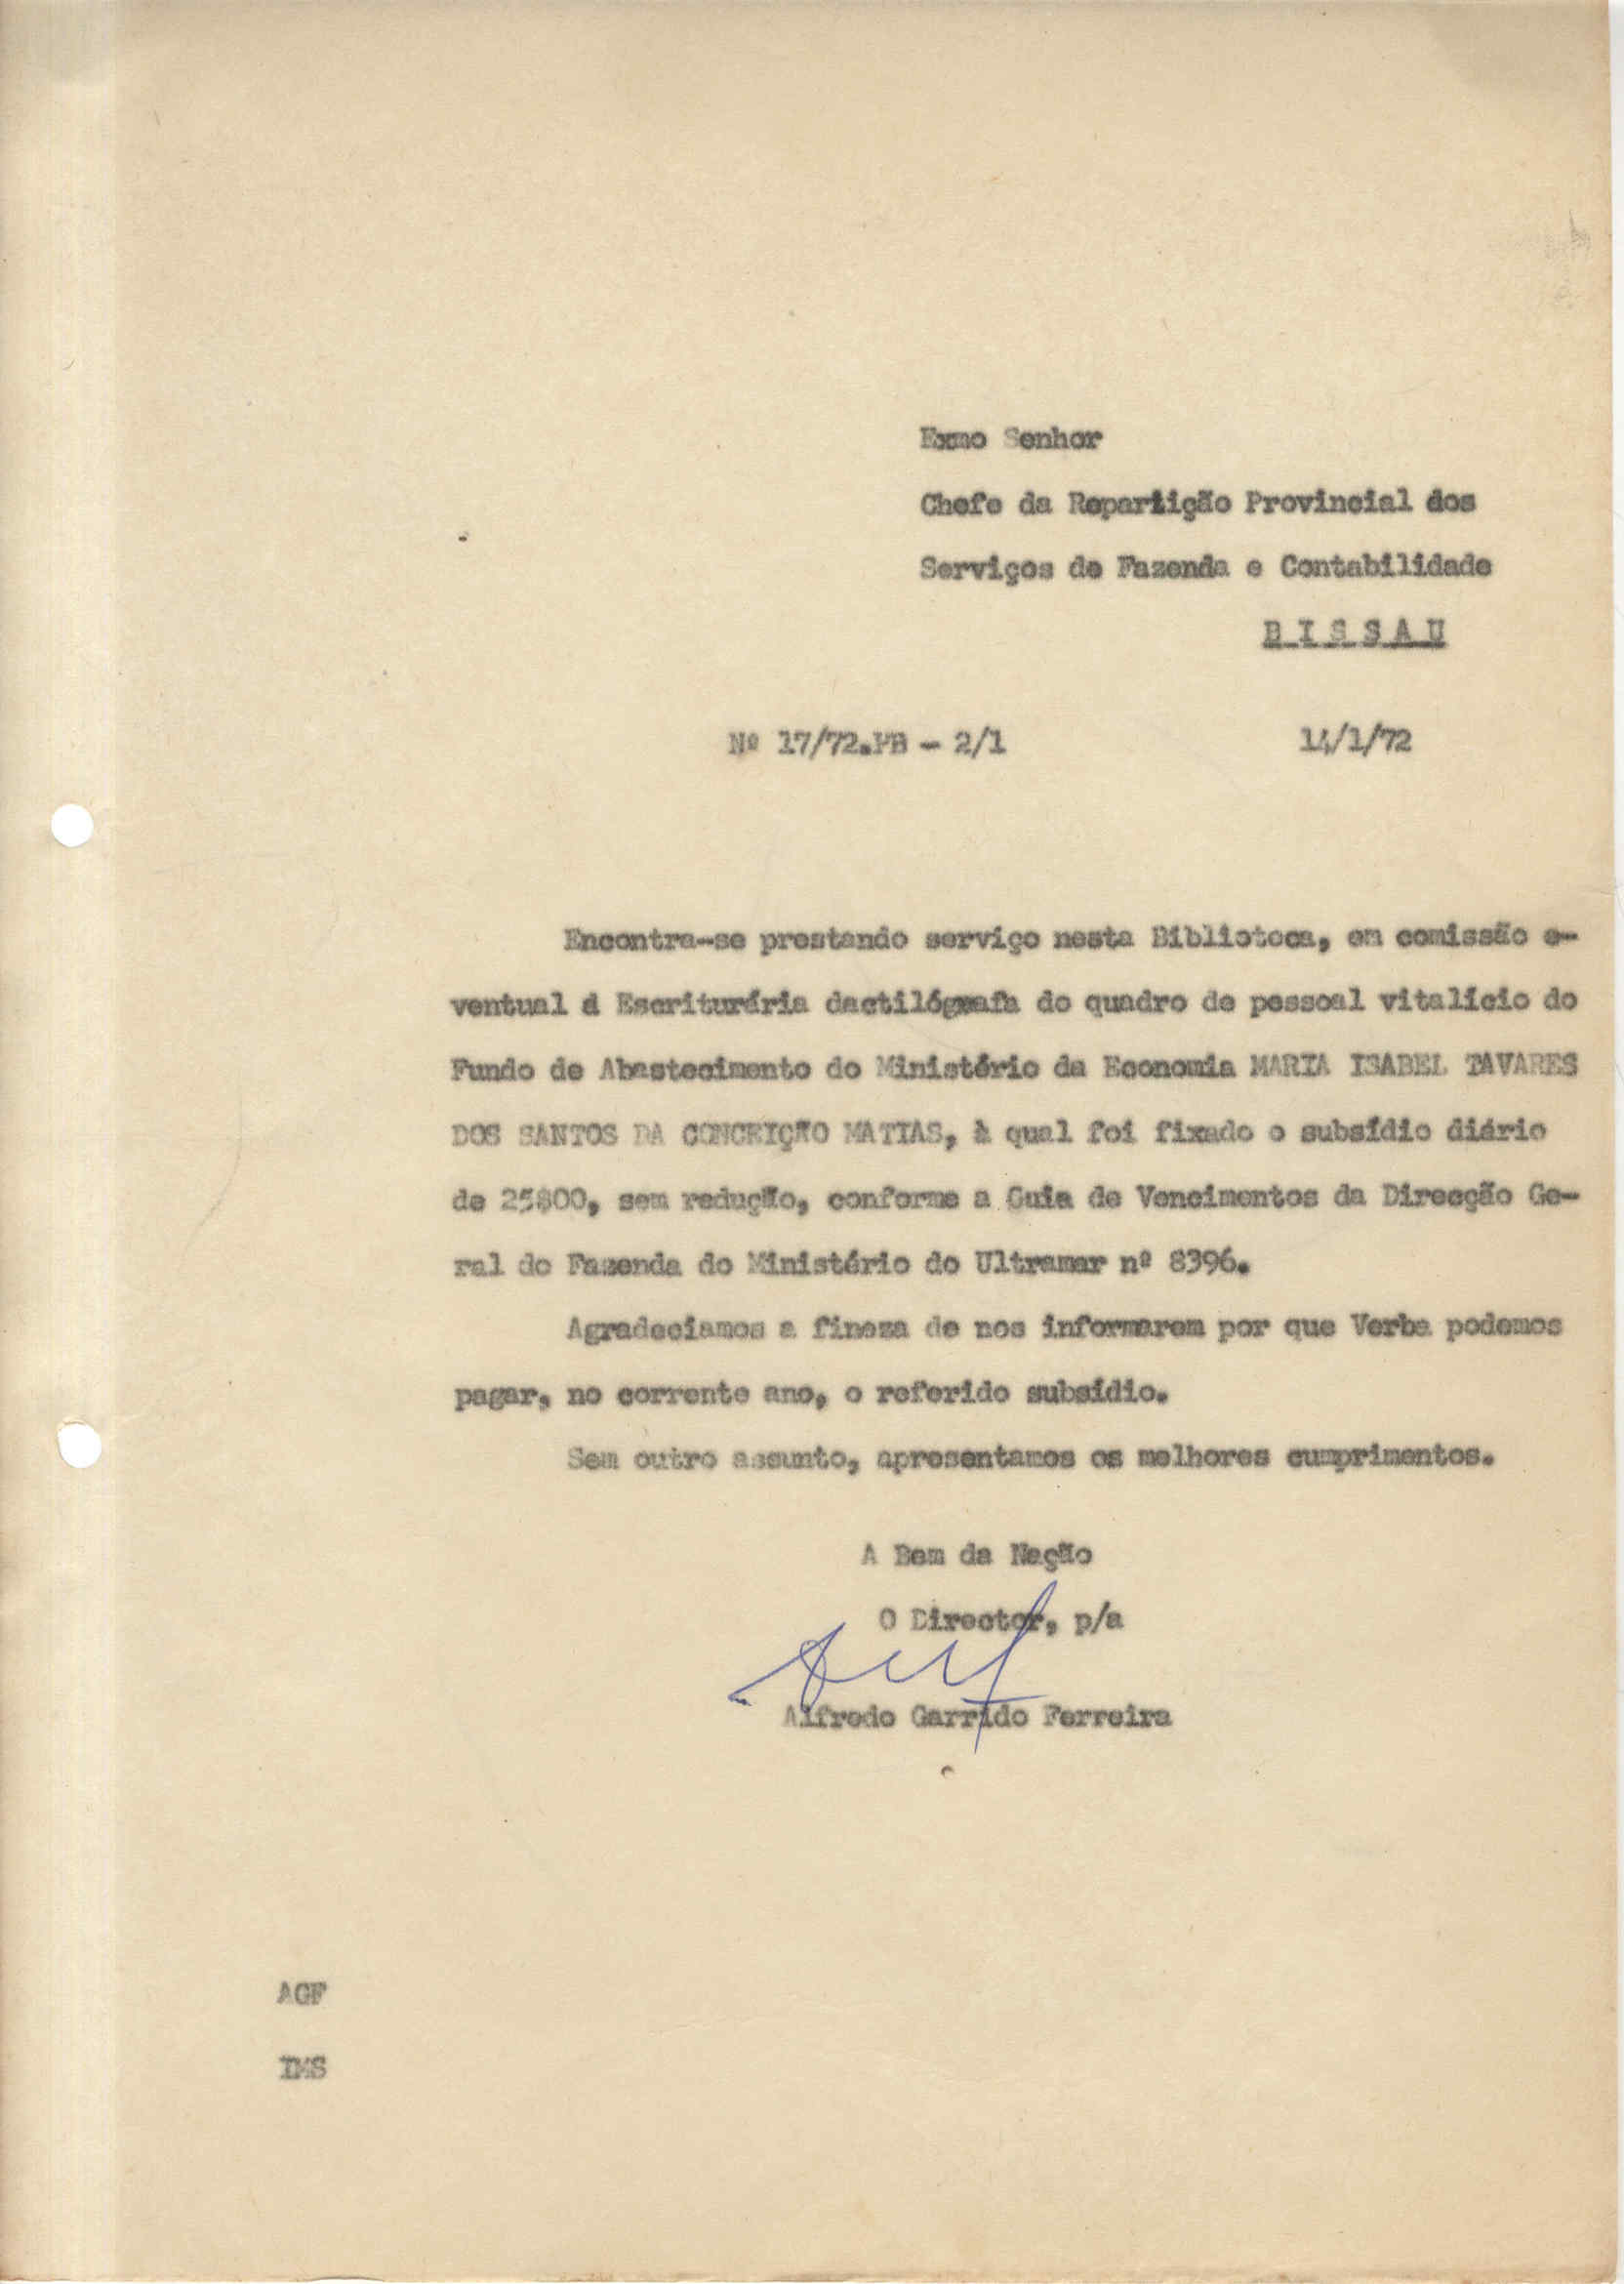 Exmo Senhor
Chefe da Repartição Provincial dos
Serviços de Fazenda e Contabilidade
BISSAU
Nº 17/72.PB - 2/1 14/1/72
Encontra-se prestando serviço nesta Biblioteca, em comissão e-
ventual a Escriturária dactilógrafa do quadro de pessoal vitalício do
Fundo de Abastecimento do Ministério da Economia MARIA ISABEL TAVARES
DOS SANTOS DA CONCEIÇÃO MATIAS, à qual foi fixado o subsídio diário
de 25$00, sem redução, conforme a Guia de Vencimentos da Direcção Ge-
ral de Fazenda do Ministério do Ultramar nº 8396.
Agradeciamos a fineza de nos informarem por que Verba podemos
pagar, no corrente ano, o referido subsídio.
Sem outro assunto, apresentamos os melhores cumprimentos.
A Bem da Nação
O Director, p/a
Alfredo Garrido Ferreira
AGF
IMS